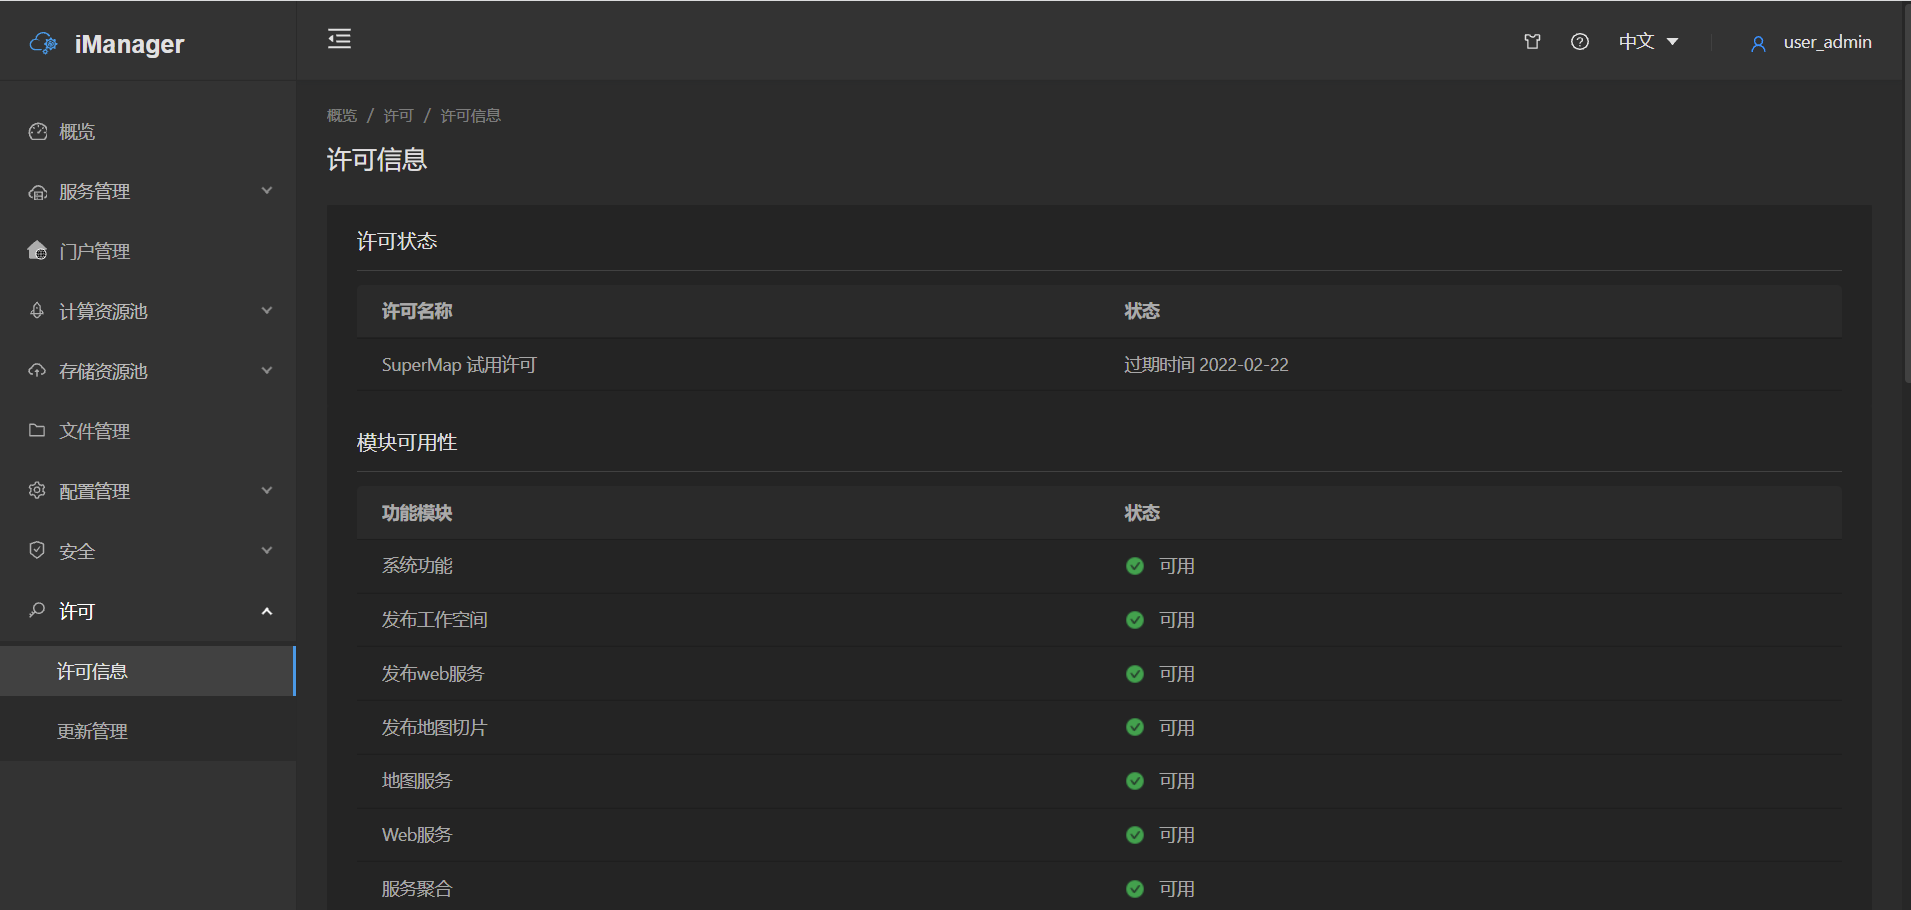 iManager
中文
user_admin
概览
服务管理
门户管理
计算资源池
存储资源池
文件管理
配置管理
安全
许可
许可信息
更新管理
概览 / 许可 / 许可信息
许可信息
许可状态
许可名称 状态
SuperMap 试用许可 过期时间 2022-02-22
模块可用性
功能模块 状态
系统功能 可用
发布工作空间 可用
发布web服务 可用
发布地图切片 可用
地图服务 可用
Web服务 可用
服务聚合 可用